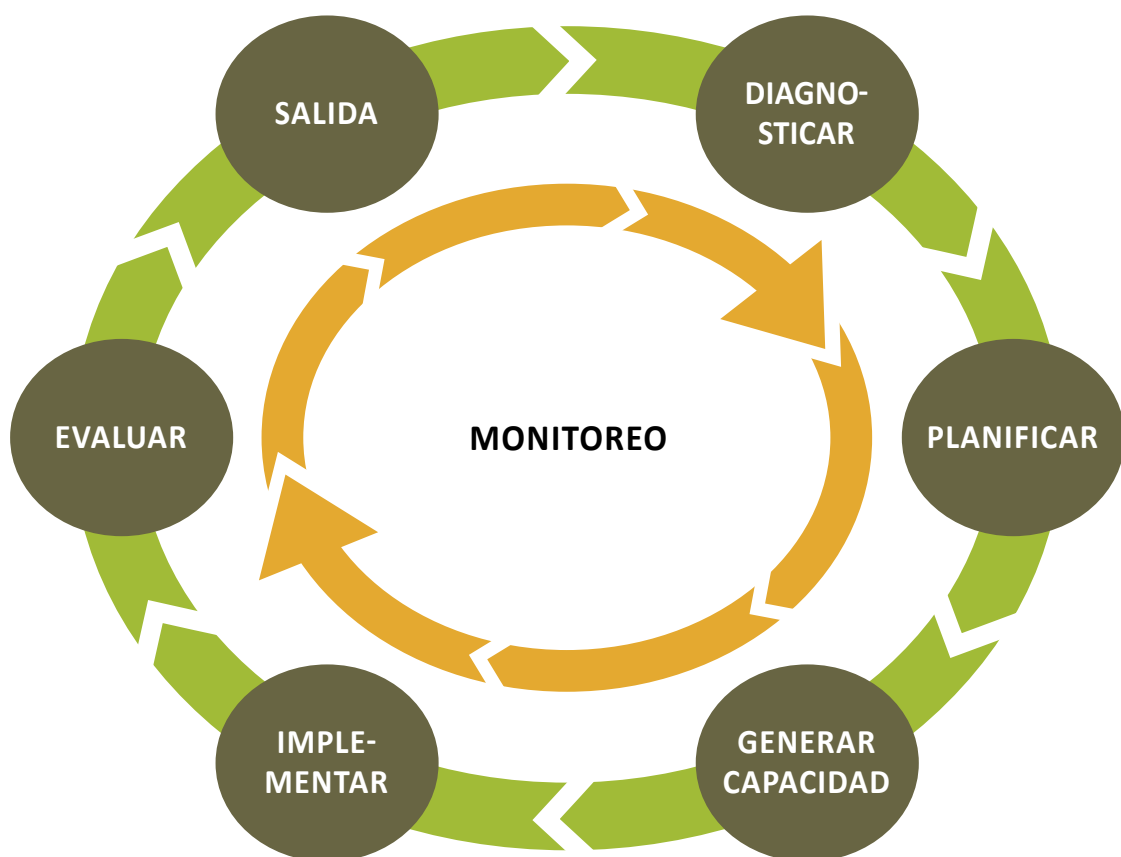 SALIDA
DIAGNO-
STICAR
EVALUAR
MONITOREO
PLANIFICAR
IMPLE-
MENTAR
GENERAR
CAPACIDAD